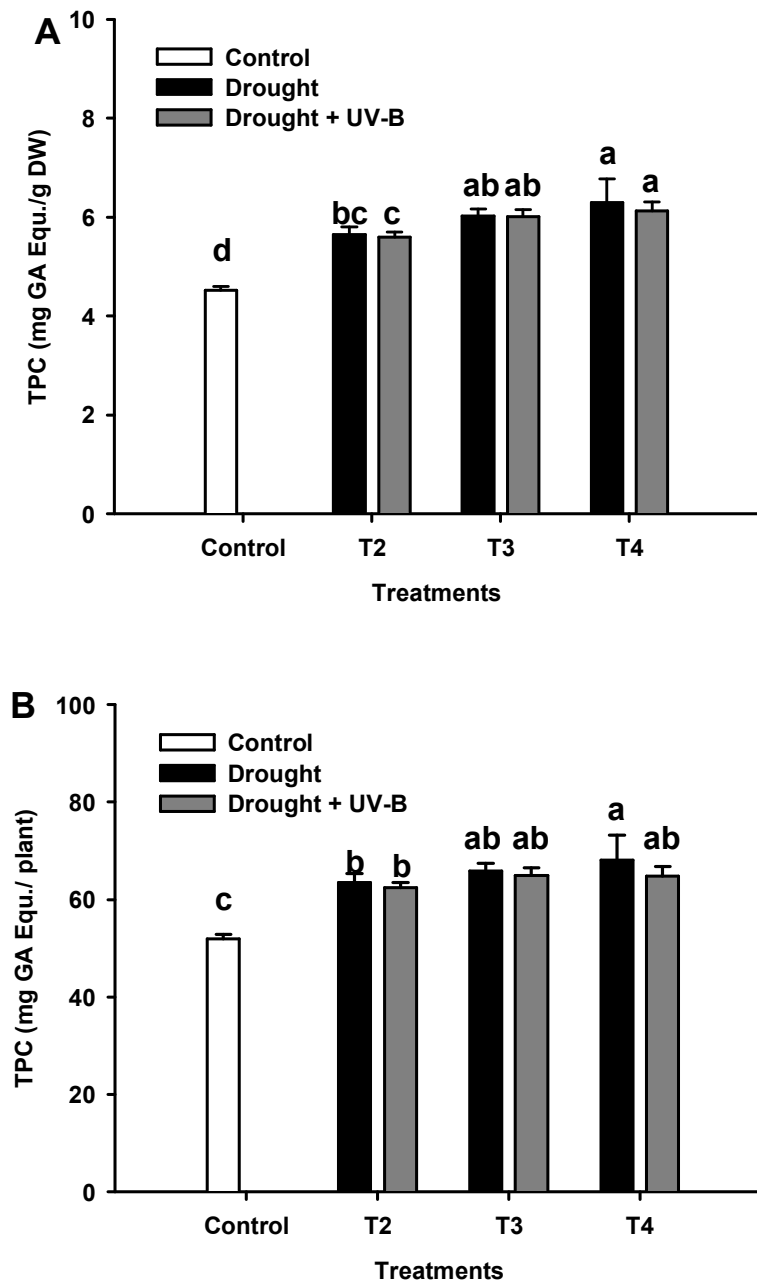 A
10
8
6
4
2
0
TPC (mg GA Equ./g DW)
Control
Drought
Drought + UV-B
d
bc c
ab ab
a a
Control T2 T3 T4
Treatments
B
100
80
60
40
20
0
TPC (mg GA Equ./ plant)
Control
Drought
Drought + UV-B
c
b b
ab ab
a ab
Control T2 T3 T4
Treatments